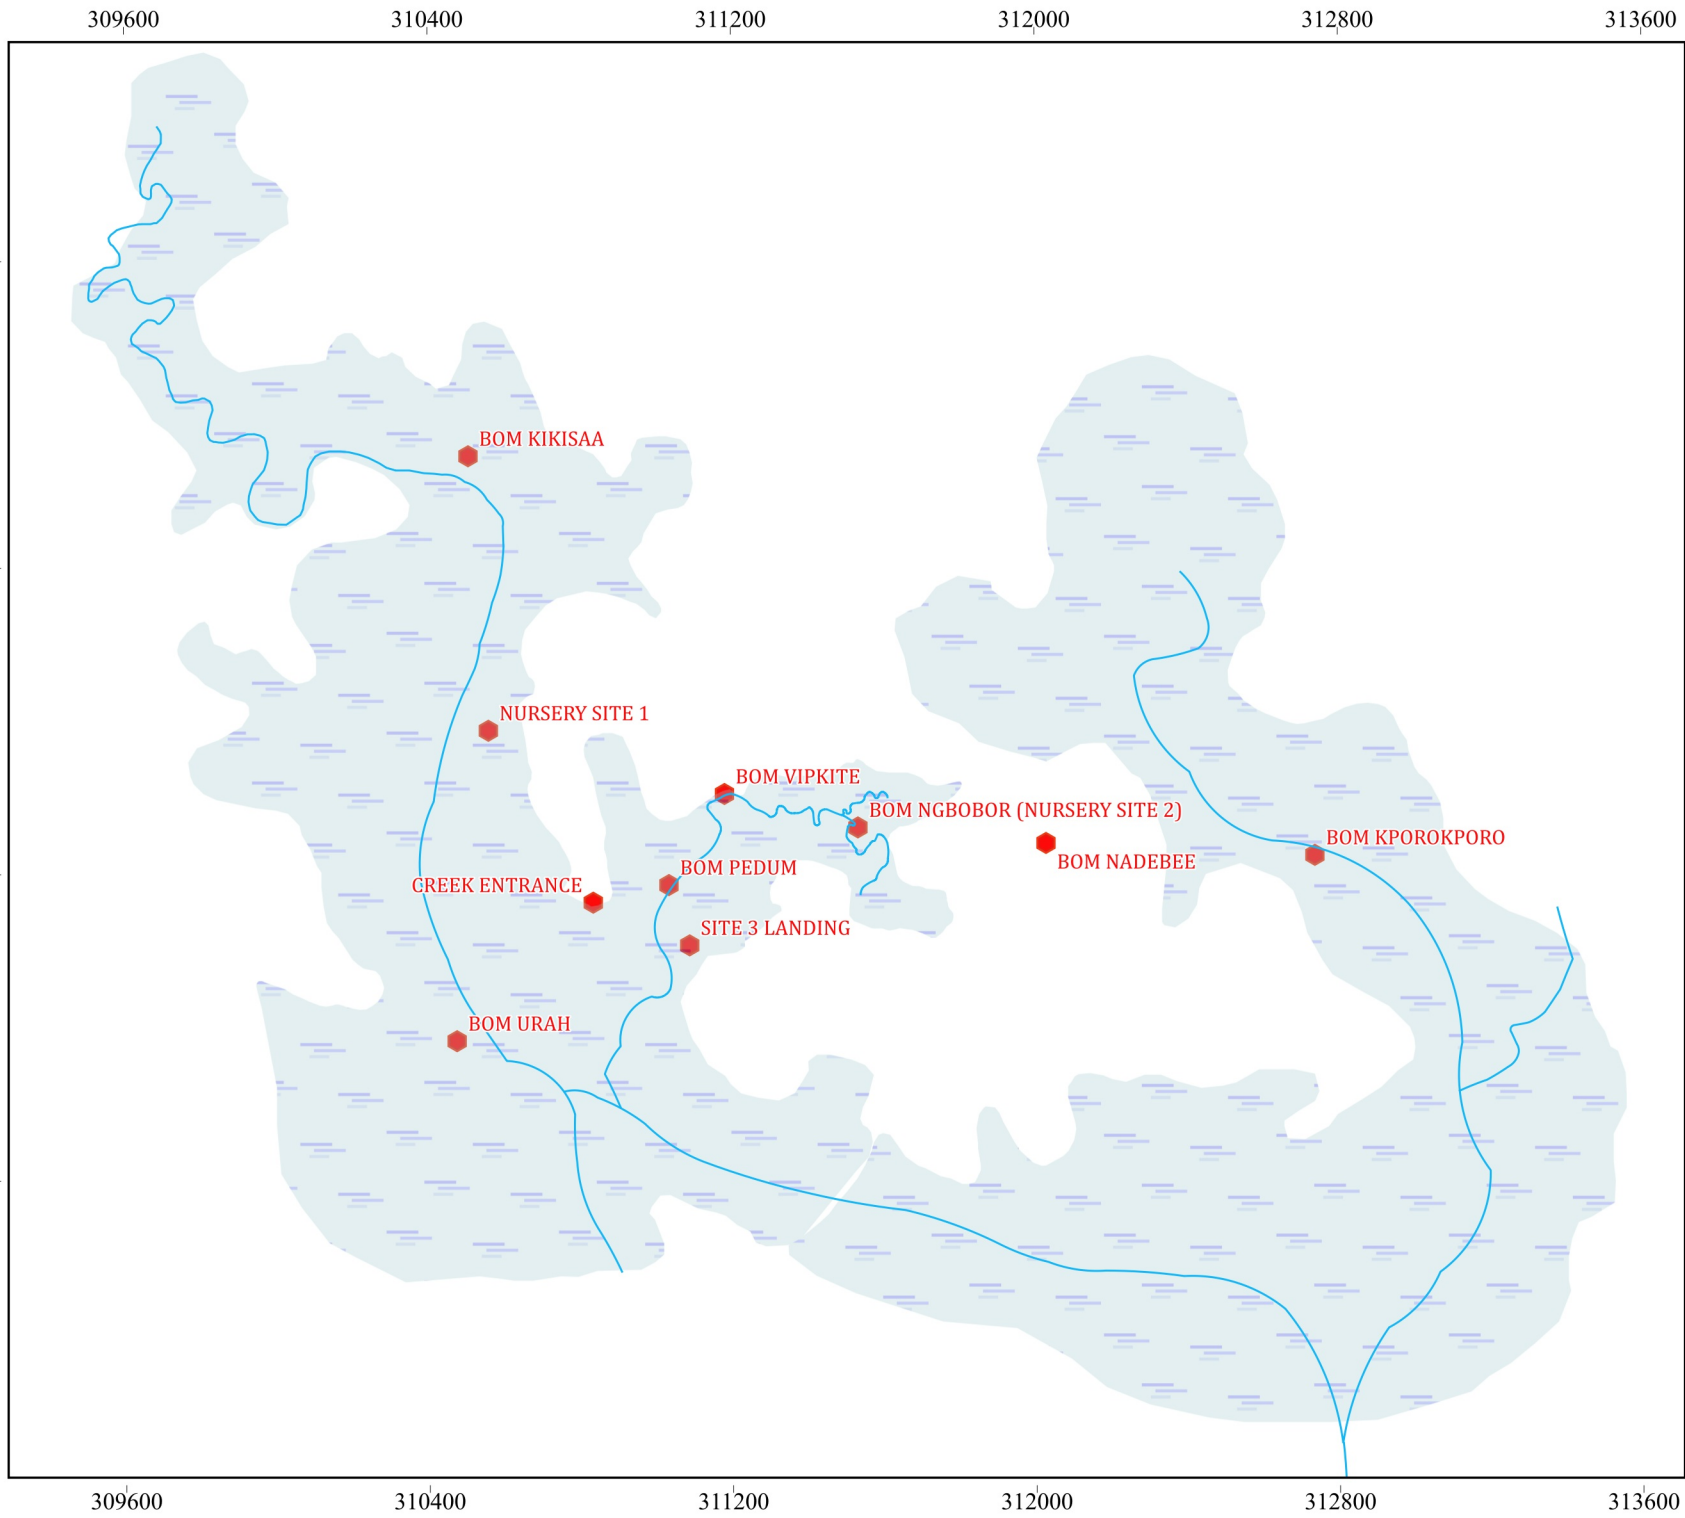 309600 310400 311200 312000 312800 313600
BOM KIKISAA
NURSERY SITE 1
BOM VIPKITE
BOM NGBOBOR (NURSERY SITE 2)
BOM KPOROKPORO
BOM NADEBEE
BOM PEDUM
CREEK ENTRANCE
SITE 3 LANDING
BOM URAH
309600 310400 311200 312000 312800 313600